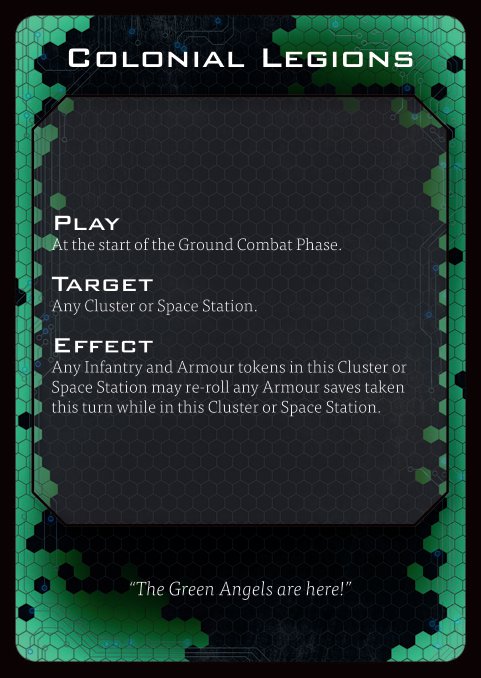 Colonial Legions
Play
At the start of the Ground Combat Phase.
Target
Any Cluster or Space Station.
Effect
Any Infantry and Armour tokens in this Cluster or
Space Station may re-roll any Armour saves taken
this turn while in this Cluster or Space Station.
“The Green Angels are here!”